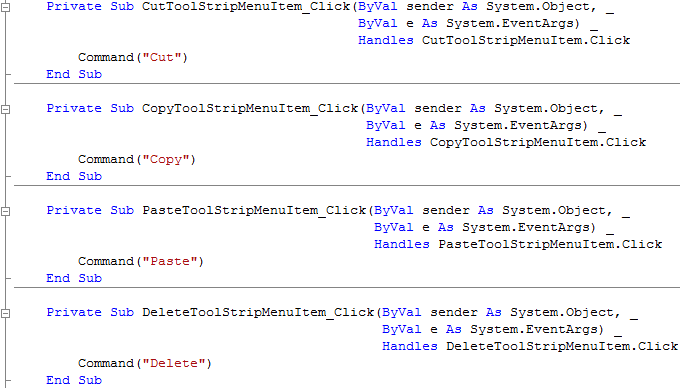 Private Sub CutToolStripMenuItem_Click(ByVal sender As System.Object, _
ByVal e As System.EventArgs) _
Handles CutToolStripMenuItem.Click
Command("Cut")
End Sub
Private Sub CopyToolStripMenuItem_Click(ByVal sender As System.Object, _
ByVal e As System.EventArgs) _
Handles CopyToolStripMenuItem.Click
Command("Copy")
End Sub
Private Sub PasteToolStripMenuItem_Click(ByVal sender As System.Object, _
ByVal e As System.EventArgs) _
Handles PasteToolStripMenuItem.Click
Command("Paste")
End Sub
Private Sub DeleteToolStripMenuItem_Click(ByVal sender As System.Object, _
ByVal e As System.EventArgs) _
Handles DeleteToolStripMenuItem.Click
Command("Delete")
End Sub